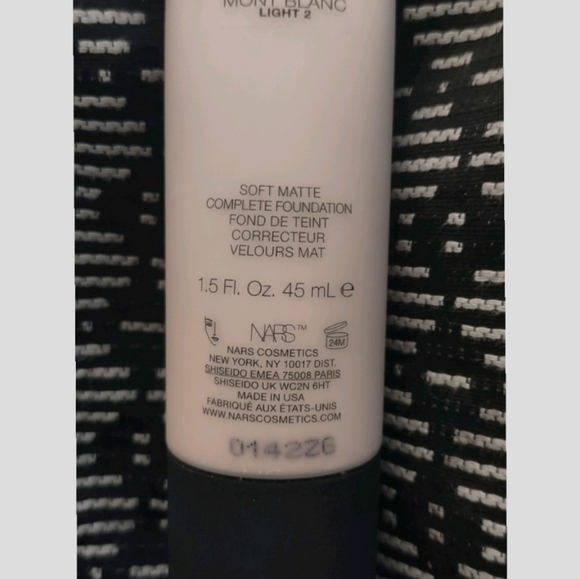 MONT BLANC
LIGHT 2
SOFT MATTE
COMPLETE FOUNDATION
FOND DE TEINT
CORRECTEUR
VELOURS MAT
1.5 Fl. Oz. 45 mL ℮
NARS™
24M
NARS COSMETICS
NEW YORK, NY 10017 DIST.
SHISEIDO EMEA 75008 PARIS
SHISEIDO UK WC2N 6HT
MADE IN USA
FABRIQUÉ AUX ÉTATS-UNIS
WWW.NARSCOSMETICS.COM
014226